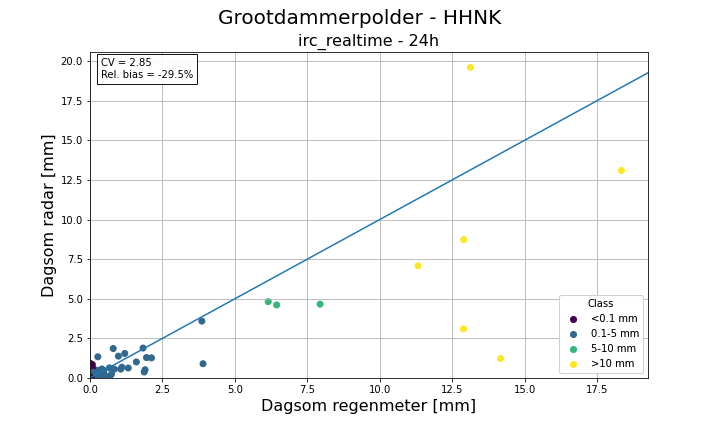 Grootdammerpolder - HHNK
irc_realtime - 24h
CV = 2.85
Rel. bias = -29.5%
Dagsom radar [mm]
20.0
17.5
15.0
12.5
10.0
7.5
5.0
2.5
0.0
0.0 2.5 5.0 7.5 10.0 12.5 15.0 17.5
Dagsom regenmeter [mm]
Class
<0.1 mm
0.1-5 mm
5-10 mm
>10 mm